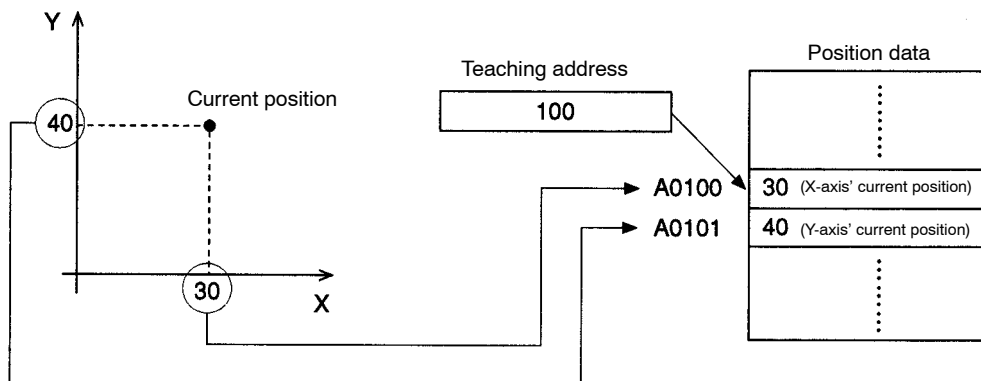 Y
Current position
40
30
X
Teaching address
100
A0100
A0101
Position data
30 (X-axis' current position)
40 (Y-axis' current position)